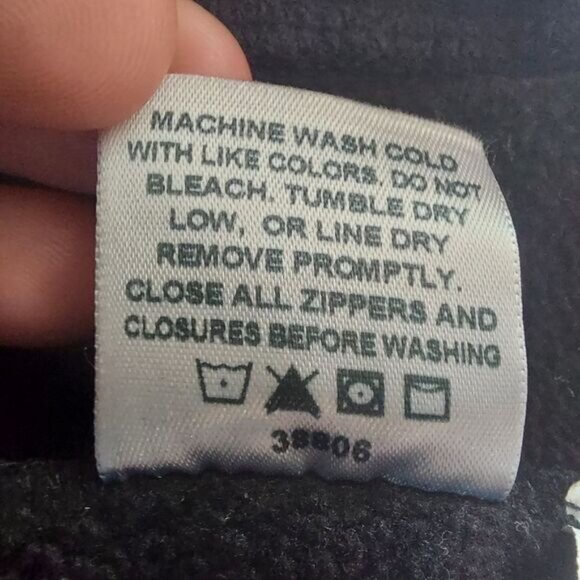 MACHINE WASH COLD
WITH LIKE COLORS. DO NOT
BLEACH. TUMBLE DRY
LOW, OR LINE DRY
REMOVE PROMPTLY.
CLOSE ALL ZIPPERS AND
CLOSURES BEFORE WASHING